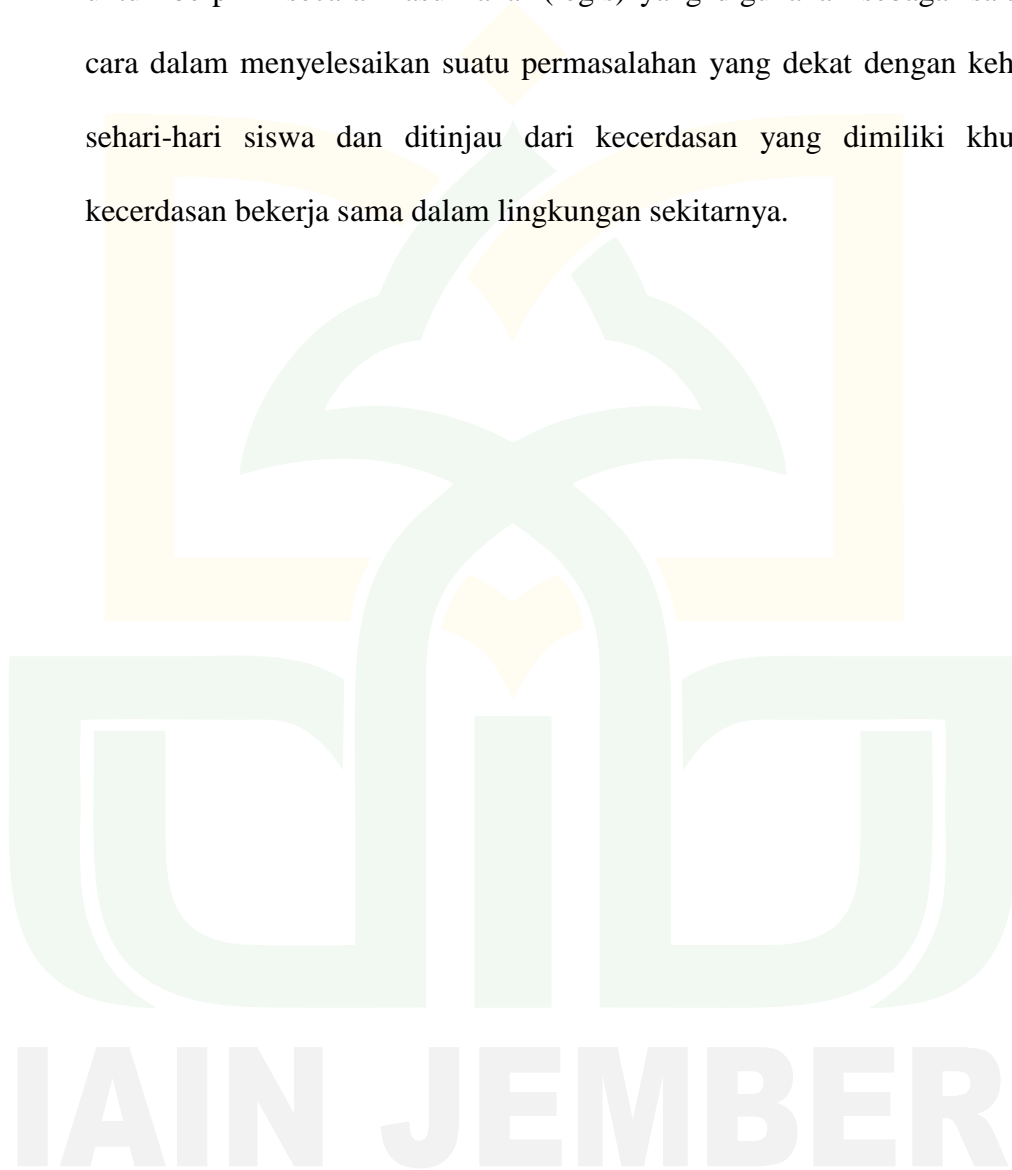 cara dalam menyelesaikan suatu permasalahan yang dekat dengan keh
sehari-hari siswa dan ditinjau dari kecerdasan yang dimiliki khu
kecerdasan bekerja sama dalam lingkungan sekitarnya.
IAIN JEMBER